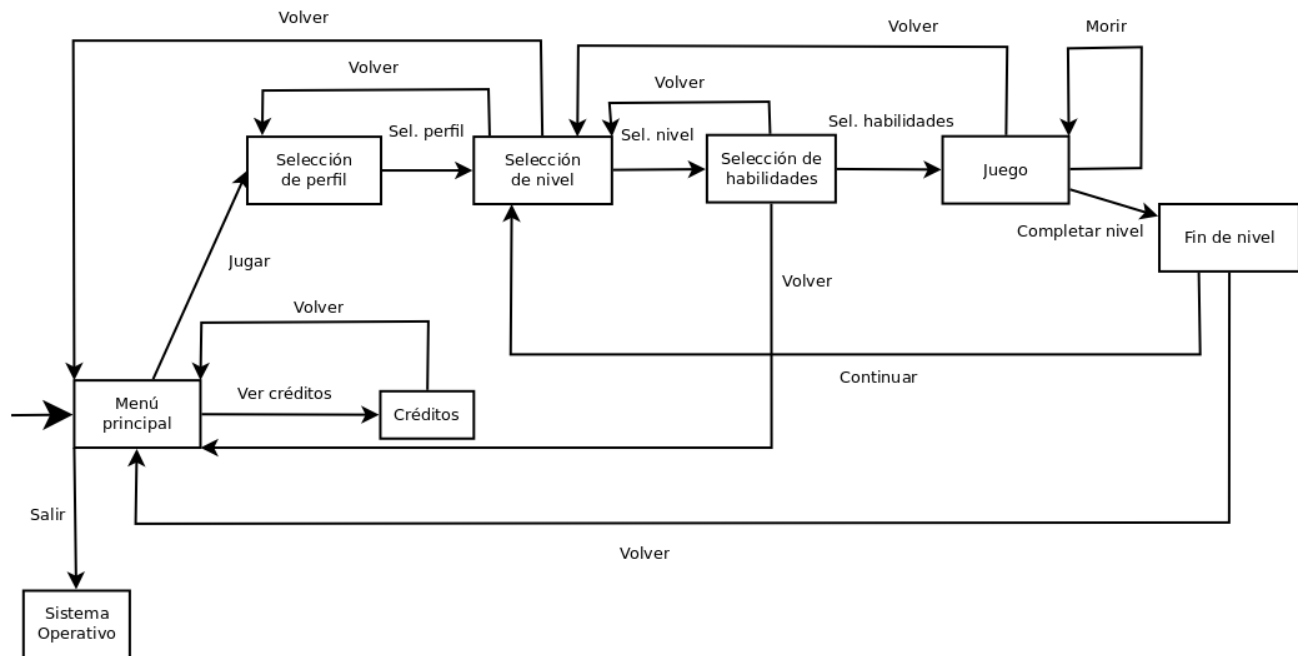 Volver
Volver
Morir
Volver
Volver
Sel. perfil
Sel. nivel
Sel. habilidades
Selección
de perfil
Selección
de nivel
Selección de
habilidades
Juego
Completar nivel
Fin de nivel
Jugar
Volver
Volver
Continuar
Menú
principal
Ver créditos
Créditos
Salir
Volver
Sistema
Operativo